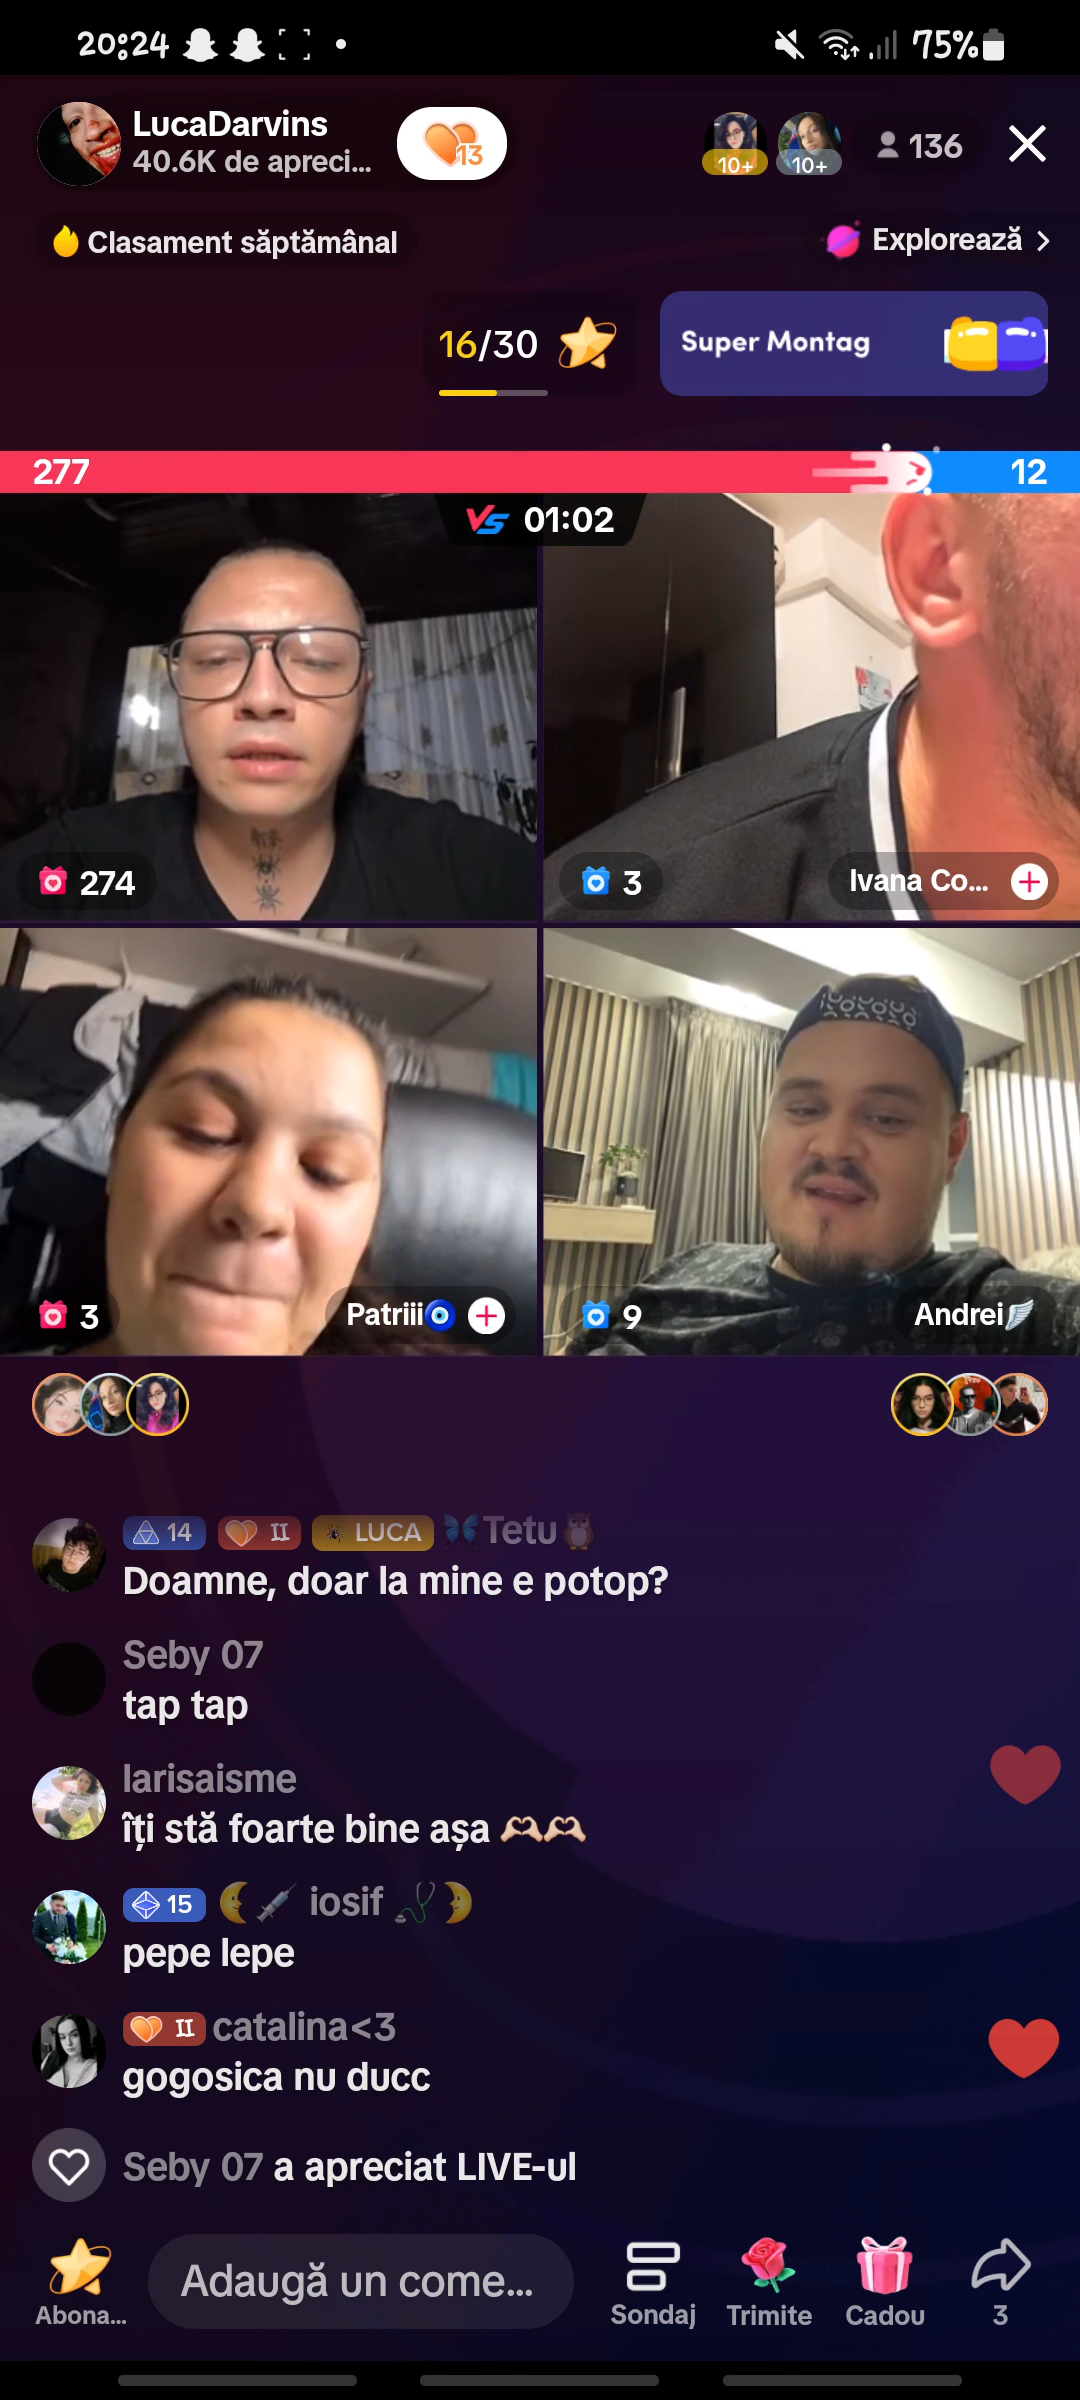 20:24
75%
LucaDarvins
40.6K de apreci...
13
10+
10+
136
Clasament săptămânal
Explorează
16/30
Super Montag
277
12
VS 01:02
274
3
Ivana Co...
3
Patriii
9
Andrei
14 II LUCA Tetu
Doamne, doar la mine e potop?
Seby 07
tap tap
larisaisme
îți stă foarte bine așa
15 iosif
pepe lepe
II catalina<3
gogosica nu ducc
Seby 07 a apreciat LIVE-ul
Adaugă un come...
Abona...
Sondaj
Trimite
Cadou
3